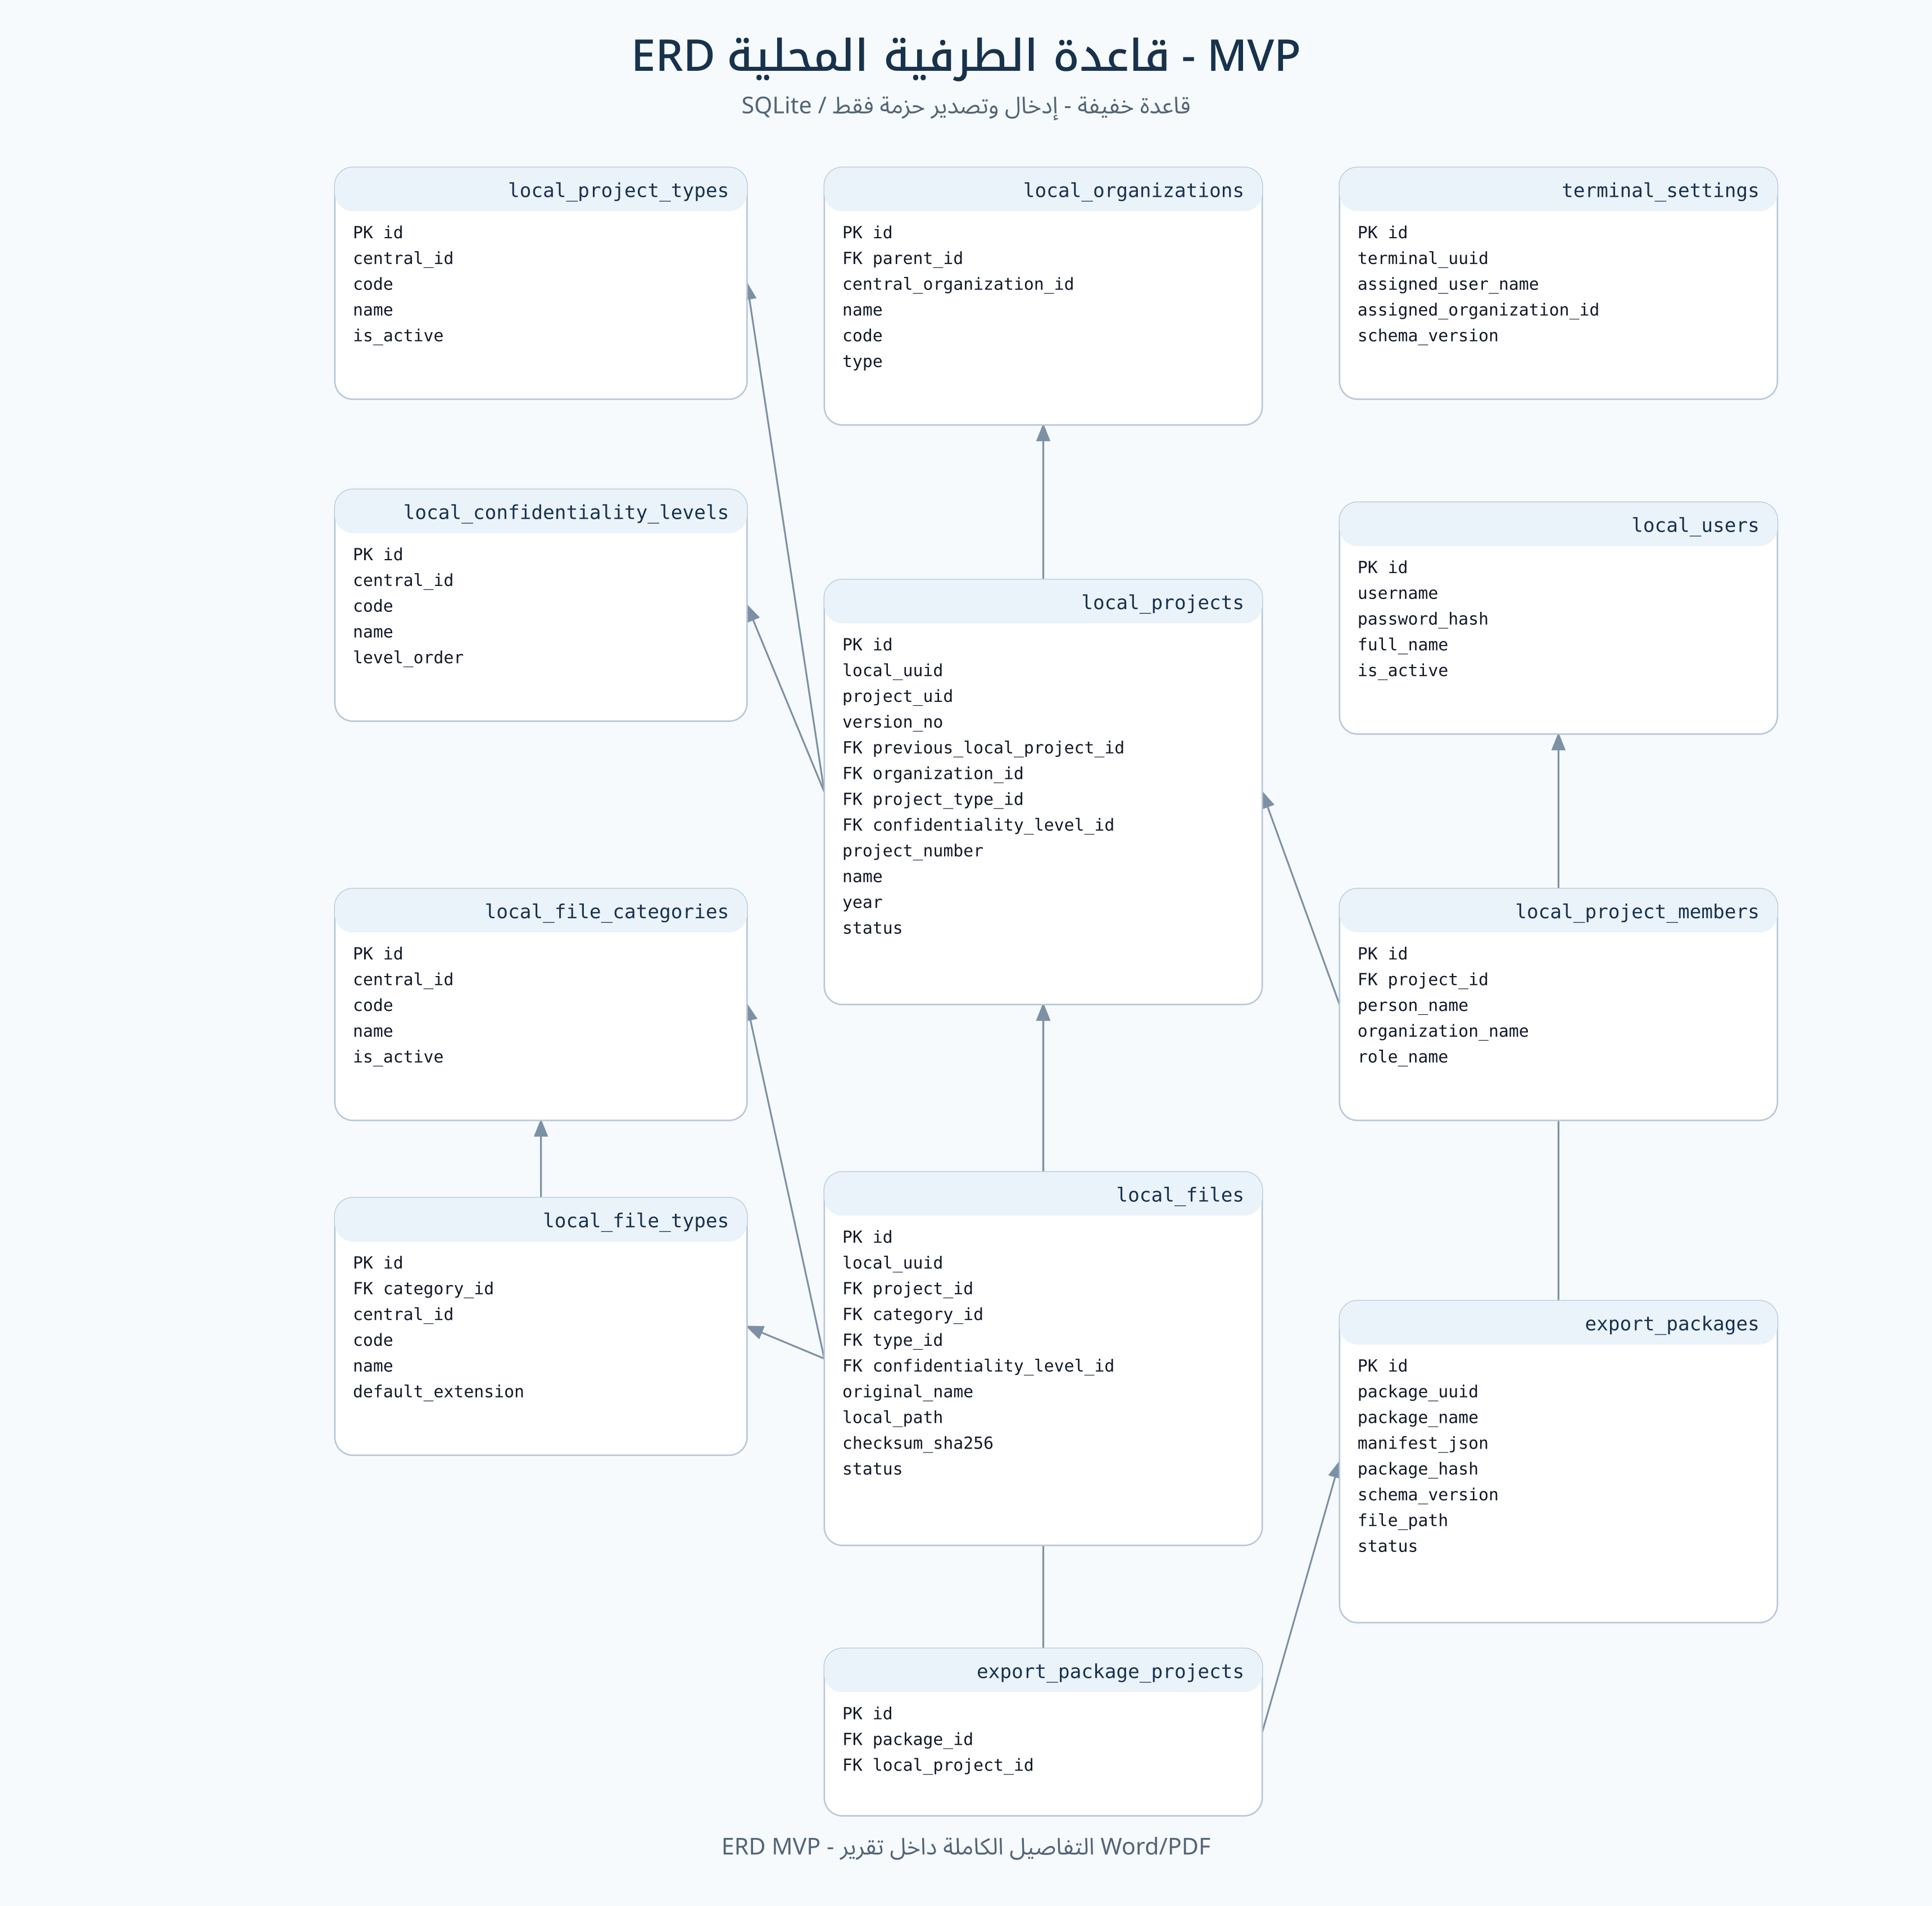 ERD قاعدة الطرفية المحلية - MVP
قاعدة خفيفة - إدخال وتصدير حزمة فقط / SQLite
local_project_types
PK id
central_id
code
name
is_active
local_organizations
PK id
FK parent_id
central_organization_id
name
code
type
terminal_settings
PK id
terminal_uuid
assigned_user_name
assigned_organization_id
schema_version
local_confidentiality_levels
PK id
central_id
code
name
level_order
local_projects
PK id
local_uuid
project_uid
version_no
FK previous_local_project_id
FK organization_id
FK project_type_id
FK confidentiality_level_id
project_number
name
year
status
local_users
PK id
username
password_hash
full_name
is_active
local_file_categories
PK id
central_id
code
name
is_active
local_project_members
PK id
FK project_id
person_name
organization_name
role_name
local_file_types
PK id
FK category_id
central_id
code
name
default_extension
local_files
PK id
local_uuid
FK project_id
FK category_id
FK type_id
FK confidentiality_level_id
original_name
local_path
checksum_sha256
status
export_packages
PK id
package_uuid
package_name
manifest_json
package_hash
schema_version
file_path
status
export_package_projects
PK id
FK package_id
FK local_project_id
ERD MVP - التفاصيل الكاملة داخل تقرير Word/PDF